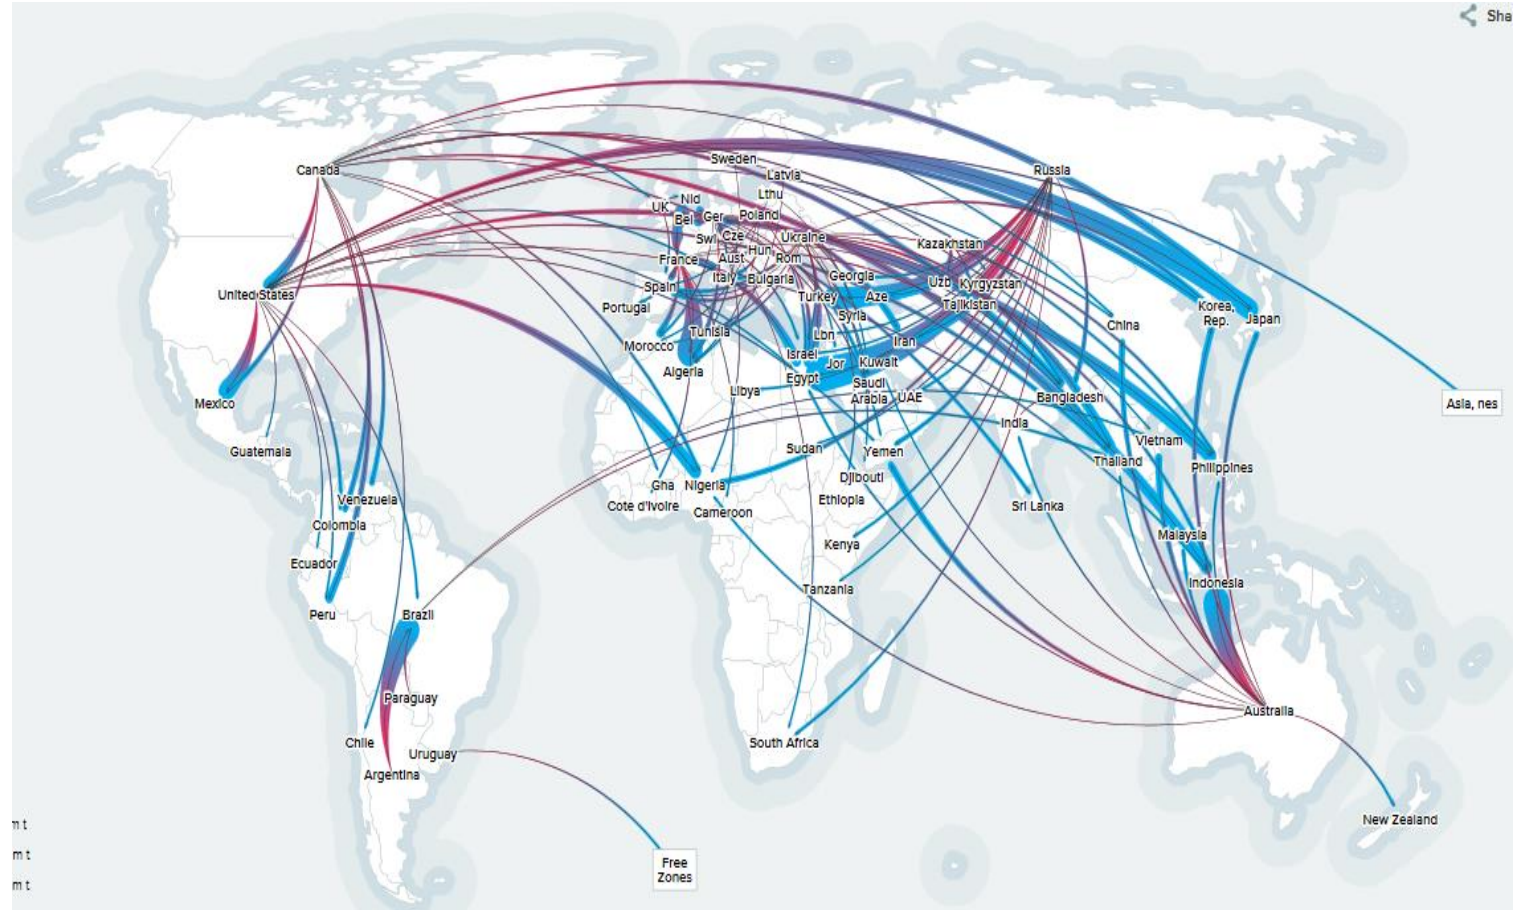 Sha
Canada
Sweden
Russia
Latvia
Lthu
UK
Nld
Bel
Ger
Poland
Swi
Cze
Ukraine
Hun
Kazakhstan
France
Aust
Rom
Italy
Bulgaria
Georgia
Uzb
Kyrgyzstan
Spain
United States
Turkey
Aze
Tajikistan
Portugal
Syria
Korea,
Rep.
Japan
China
Tunisia
Lbn
Iran
Morocco
Israel
Jor
Kuwait
Algeria
Egypt
Saudi
Arabia
UAE
Bangladesh
Libya
Mexico
Asia, nes
India
Guatemala
Sudan
Yemen
Vietnam
Thailand
Philippines
Djibouti
Gha
Nigeria
Venezuela
Ethiopia
Cote d'Ivoire
Cameroon
Sri Lanka
Colombia
Malaysia
Kenya
Ecuador
Indonesia
Tanzania
Peru
Brazil
Paraguay
Australia
Chile
Uruguay
South Africa
Argentina
New Zealand
m t
m t
m t
Free
Zones